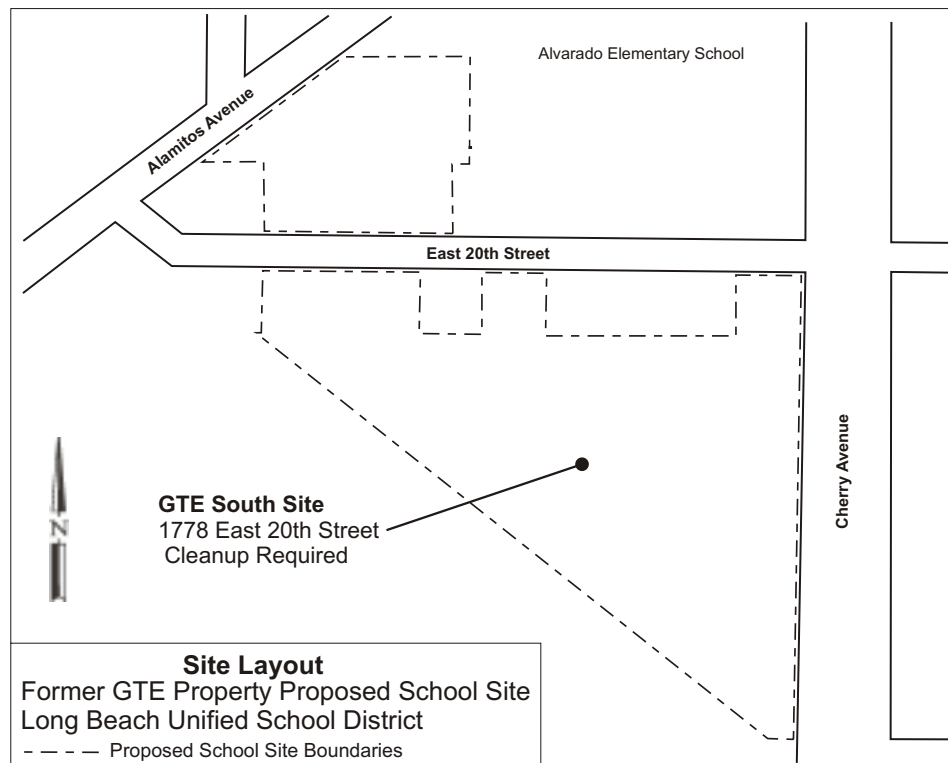 Alvarado Elementary School
Alamitos Avenue
East 20th Street
Cherry Avenue
GTE South Site
1778 East 20th Street
Cleanup Required
N
Site Layout
Former GTE Property Proposed School Site
Long Beach Unified School District
Proposed School Site Boundaries